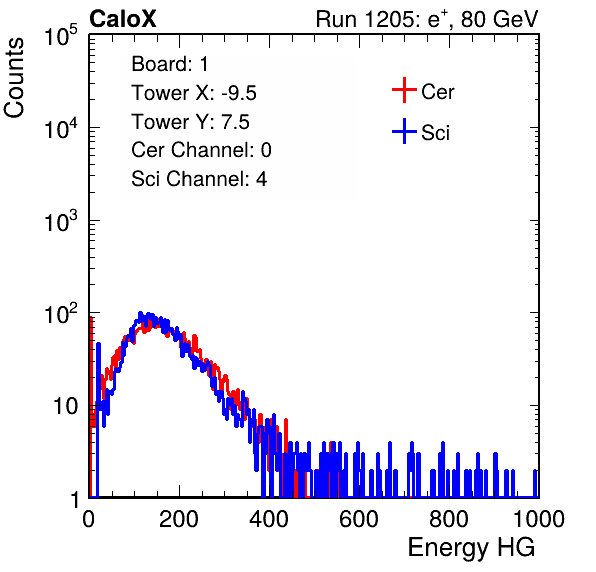 CaloX Run 1205: e⁺, 80 GeV
Counts
10⁵
10⁴
10³
10²
10
1
Board: 1
Tower X: -9.5
Tower Y: 7.5
Cer Channel: 0
Sci Channel: 4
Cer
Sci
0 200 400 600 800 1000
Energy HG